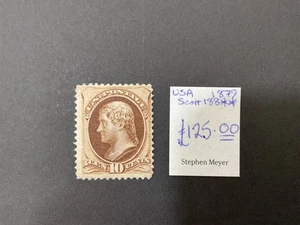 10
USA 1879
Scott 188**
£125.00
Stephen Meyer